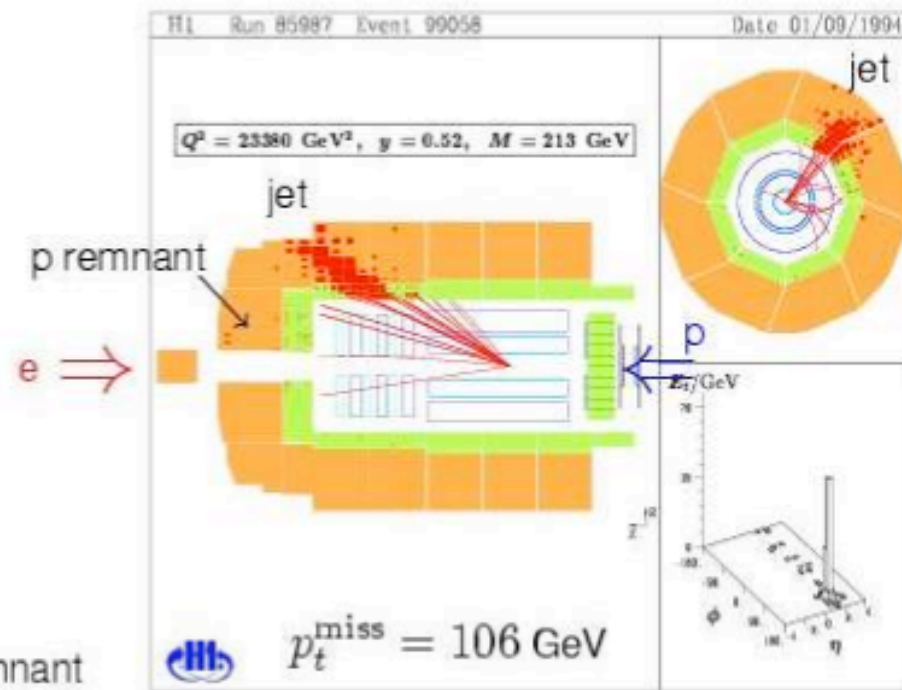 H1 Run 85987 Event 99058 Date 01/09/1994
jet
Q² = 23380 GeV², y = 0.52, M = 213 GeV
jet
p remnant
e
p
E_t/GeV
φ
η
H1
p_t^miss = 106 GeV
nnant